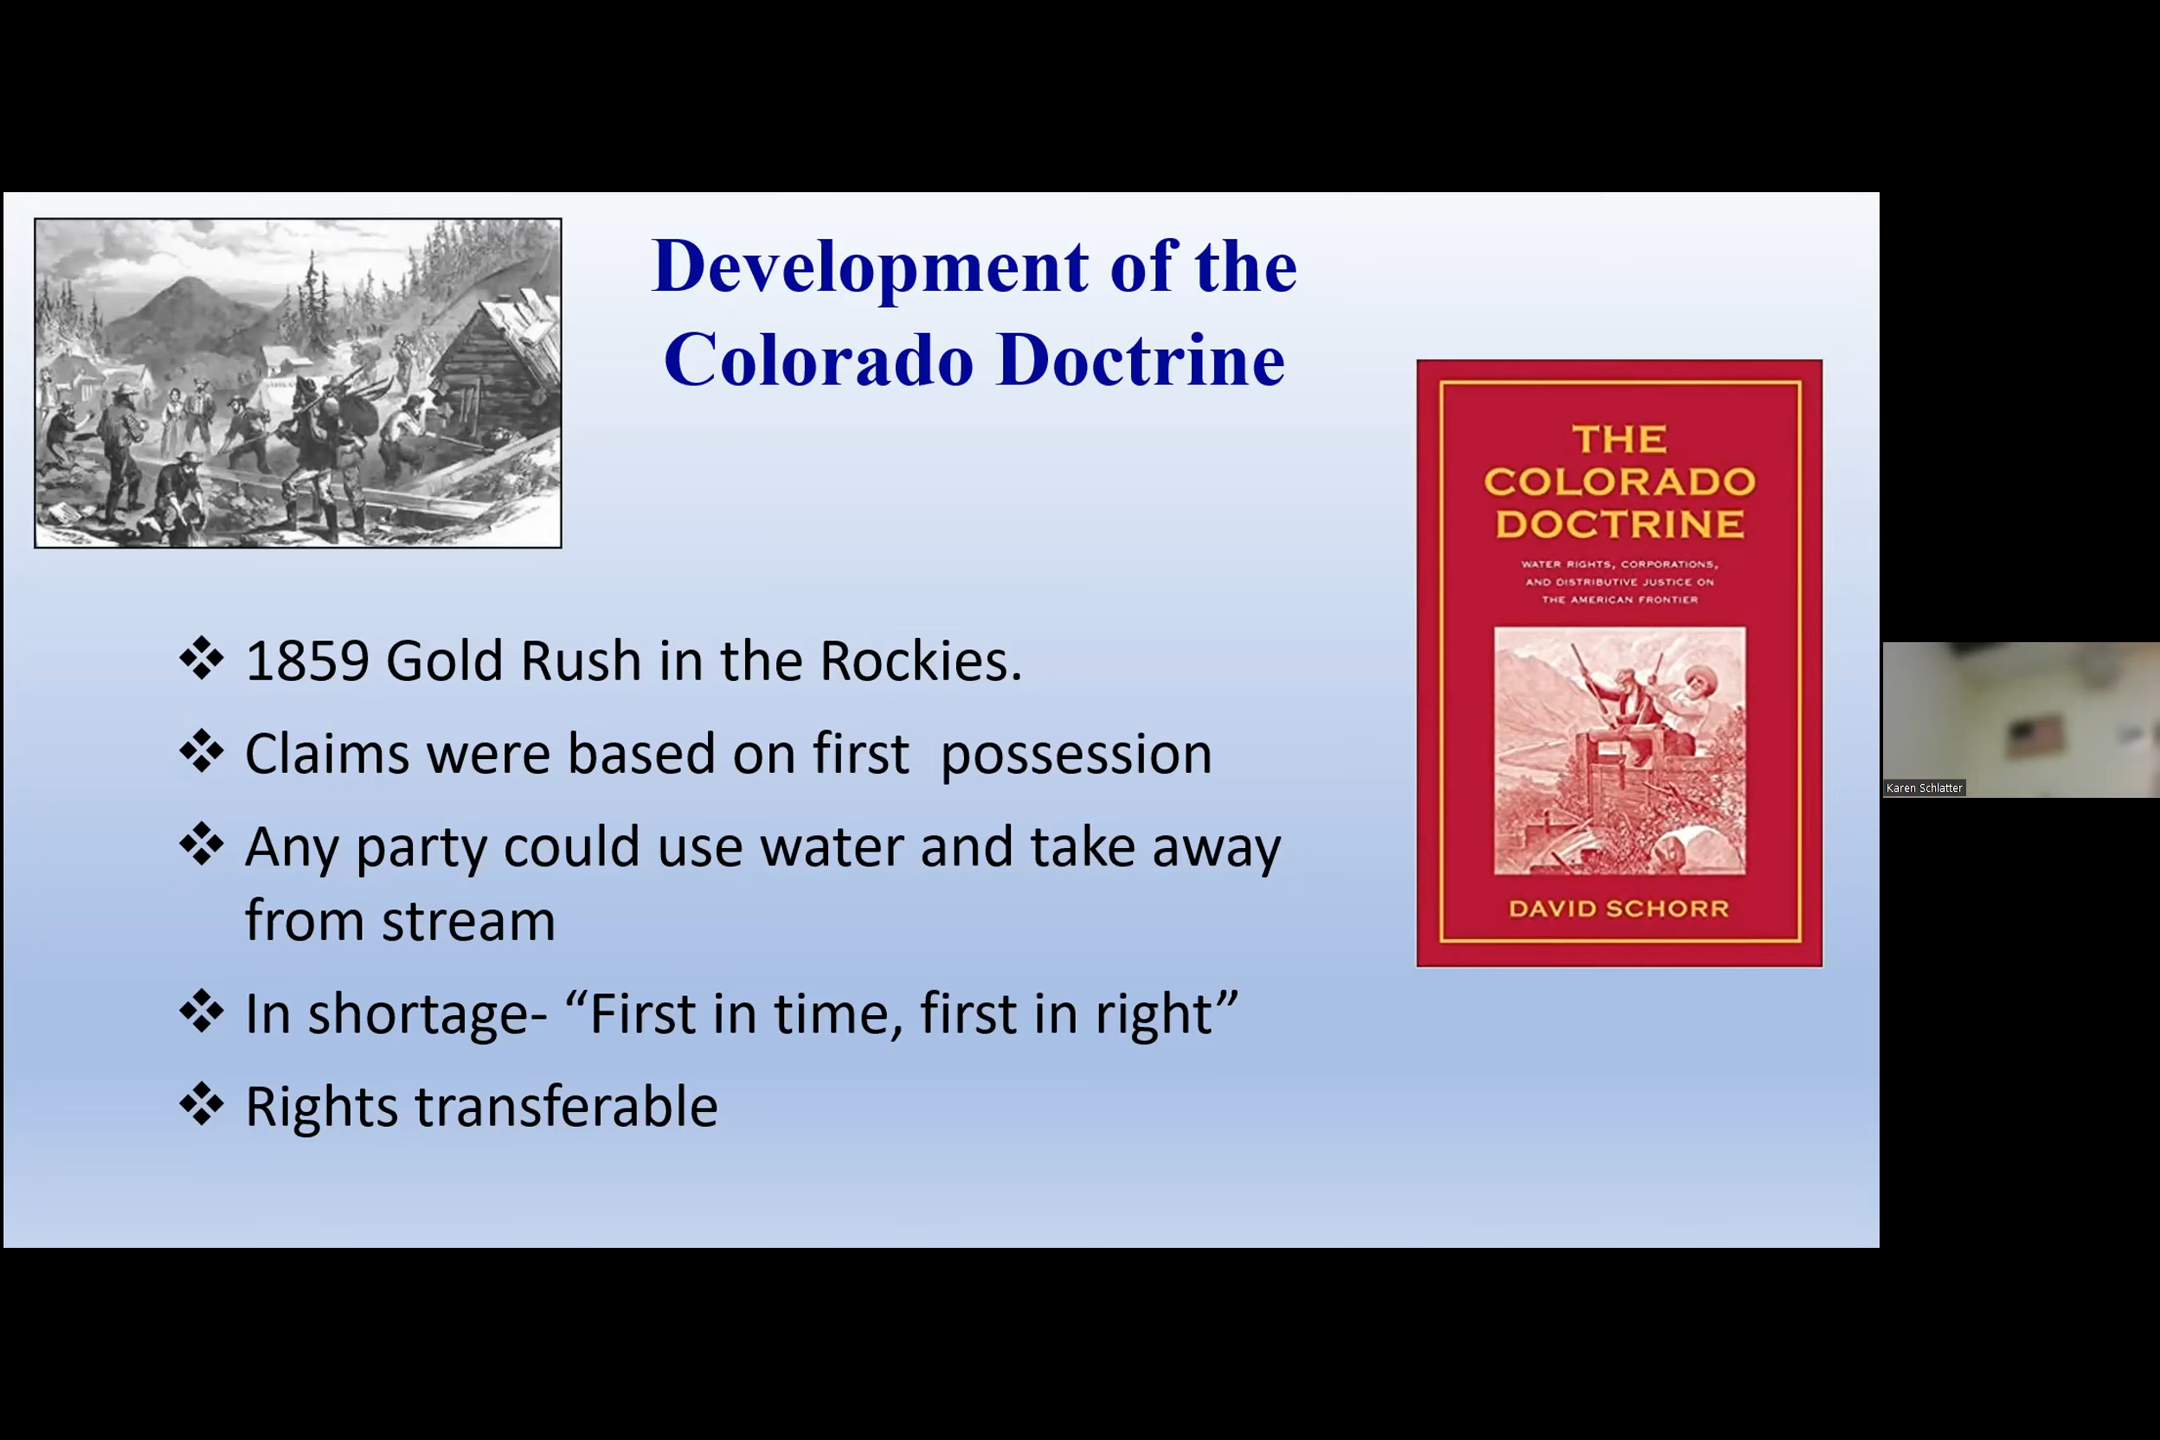 Development of the
Colorado Doctrine
THE
COLORADO
DOCTRINE
WATER RIGHTS, CORPORATIONS,
AND DISTRIBUTIVE JUSTICE ON
THE AMERICAN FRONTIER
DAVID SCHORR
❖ 1859 Gold Rush in the Rockies.
❖ Claims were based on first  possession
❖ Any party could use water and take away
from stream
❖ In shortage- “First in time, first in right”
❖ Rights transferable
Karen Schlatter